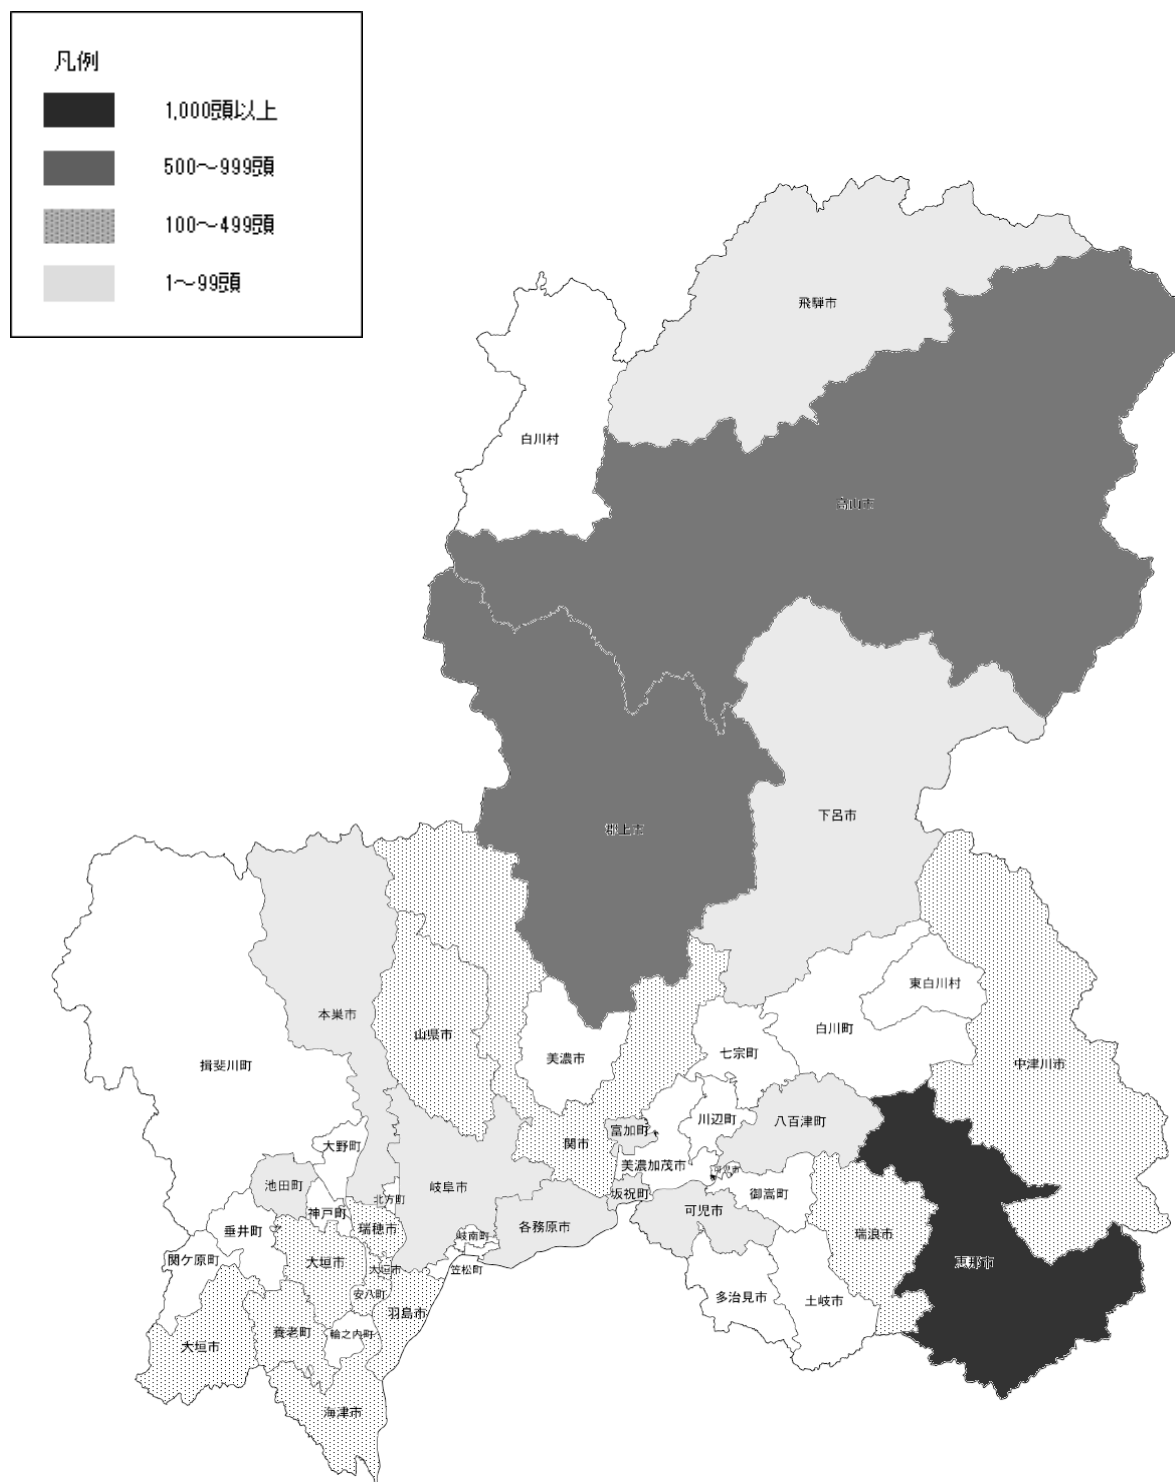 凡例
1,000頭以上
500～999頭
100～499頭
1～99頭
飛騨市
白川村
高山市
下呂市
郡上市
東白川村
本巣市
山県市
白川町
揖斐川町
美濃市
七宗町
中津川市
川辺町
八百津町
富加町
関市
大野町
美濃加茂市
可児市
池田町
岐阜市
坂祝町
御嵩町
北方町
神戸町
可児市
垂井町
瑞穂市
各務原市
瑞浪市
岐南町
関ケ原町
大垣市
恵那市
大垣市
笠松町
安八町
多治見市
土岐市
羽島市
養老町
輪之内町
大垣市
海津市